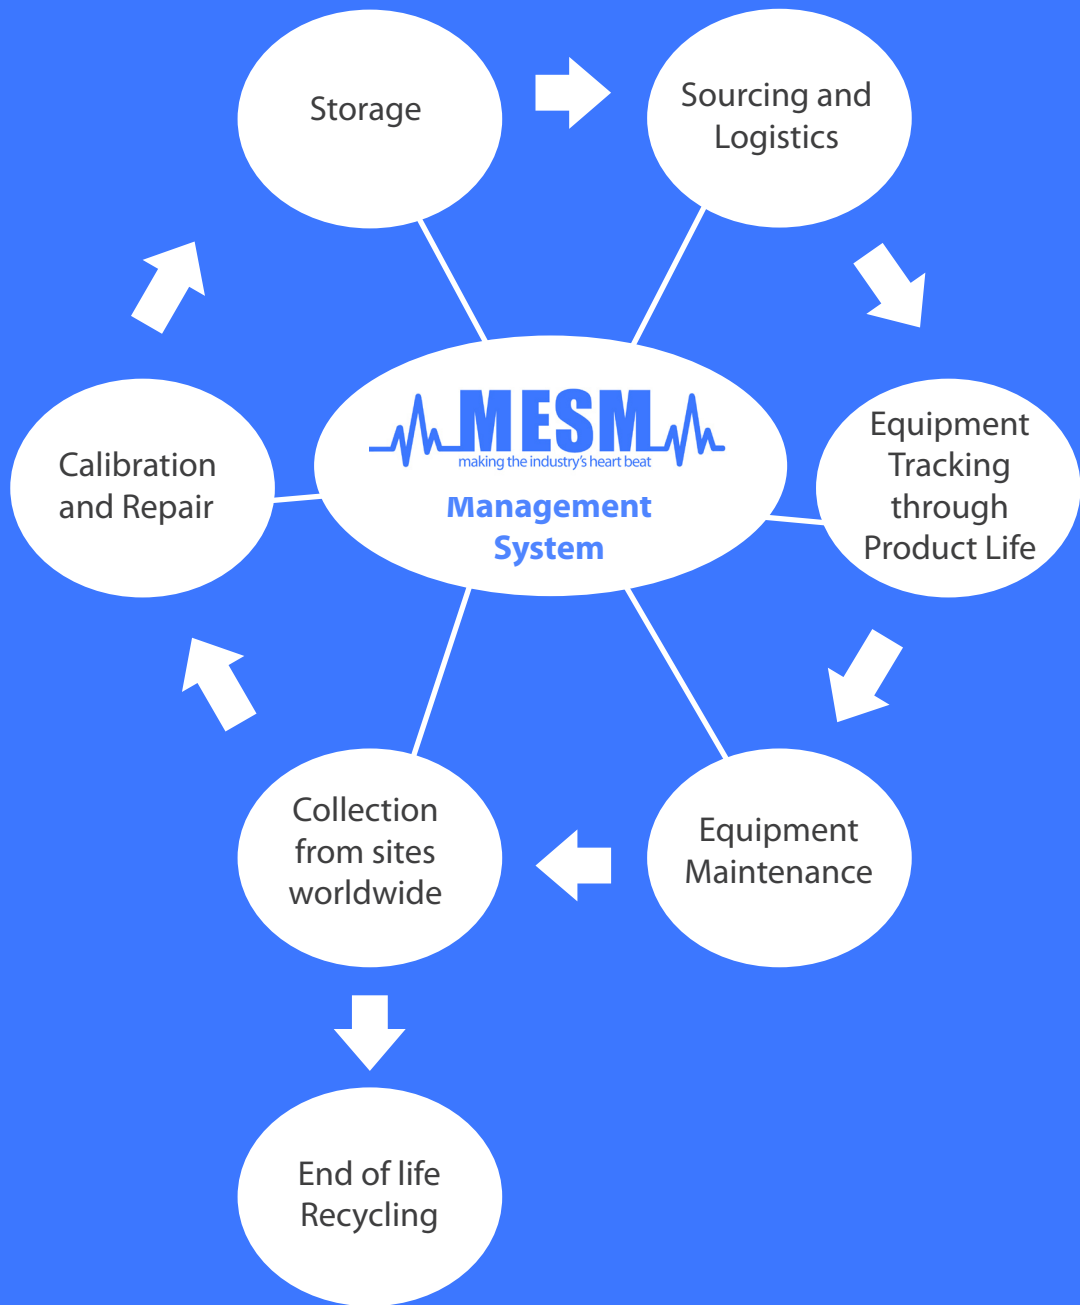 Storage
Sourcing and
Logistics
Equipment
Tracking
through
Product Life
Equipment
Maintenance
Collection
from sites
worldwide
Calibration
and Repair
MESM
making the industry's heart beat
Management
System
End of life
Recycling